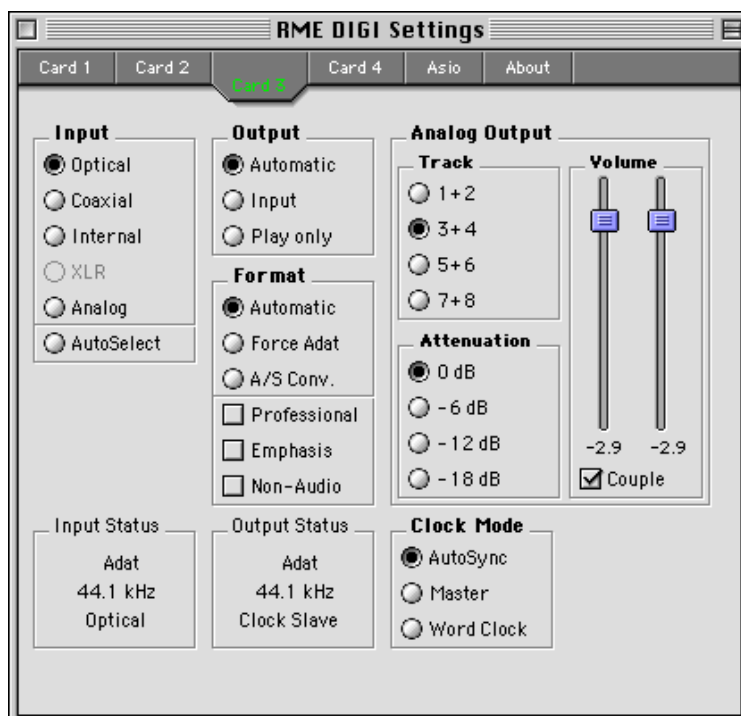 RME DIGI Settings
Card 1
Card 2
Card 3
Card 4
Asio
About
Input
Optical
Coaxial
Internal
XLR
Analog
AutoSelect
Output
Automatic
Input
Play only
Format
Automatic
Force Adat
A/S Conv.
Professional
Emphasis
Non-Audio
Analog Output
Track
1+2
3+4
5+6
7+8
Attenuation
0 dB
-6 dB
-12 dB
-18 dB
Volume
-2.9 -2.9
Couple
Input Status
Adat
44.1 kHz
Optical
Output Status
Adat
44.1 kHz
Clock Slave
Clock Mode
AutoSync
Master
Word Clock